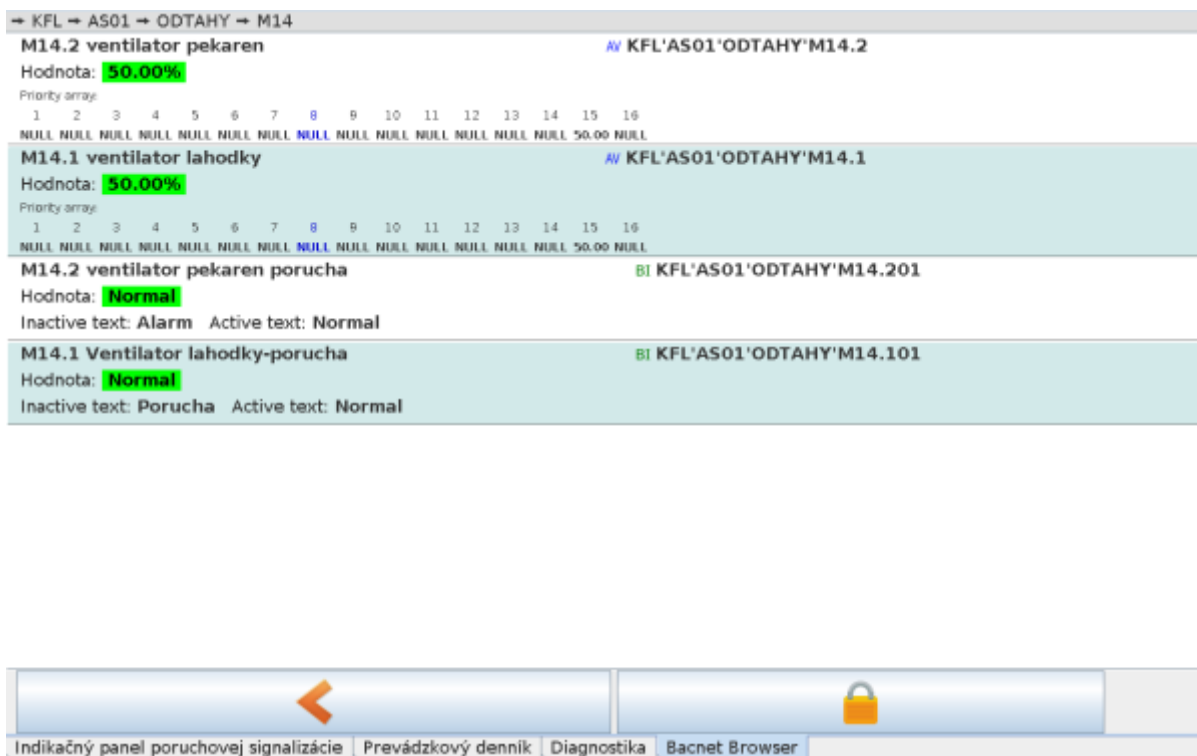 → KFL → AS01 → ODTAHY → M14
M14.2 ventilator pekaren AV KFL'AS01'ODTAHY'M14.2
Hodnota: 50.00%
Priority array:
1 2 3 4 5 6 7 8 9 10 11 12 13 14 15 16
NULL NULL NULL NULL NULL NULL NULL NULL NULL NULL NULL NULL NULL NULL 50.00 NULL
M14.1 ventilator lahodky AV KFL'AS01'ODTAHY'M14.1
Hodnota: 50.00%
Priority array:
1 2 3 4 5 6 7 8 9 10 11 12 13 14 15 16
NULL NULL NULL NULL NULL NULL NULL NULL NULL NULL NULL NULL NULL NULL 50.00 NULL
M14.2 ventilator pekaren porucha BI KFL'AS01'ODTAHY'M14.201
Hodnota: Normal
Inactive text: Alarm Active text: Normal
M14.1 Ventilator lahodky-porucha BI KFL'AS01'ODTAHY'M14.101
Hodnota: Normal
Inactive text: Porucha Active text: Normal
Indikačný panel poruchovej signalizácie Prevádzkový denník Diagnostika Bacnet Browser